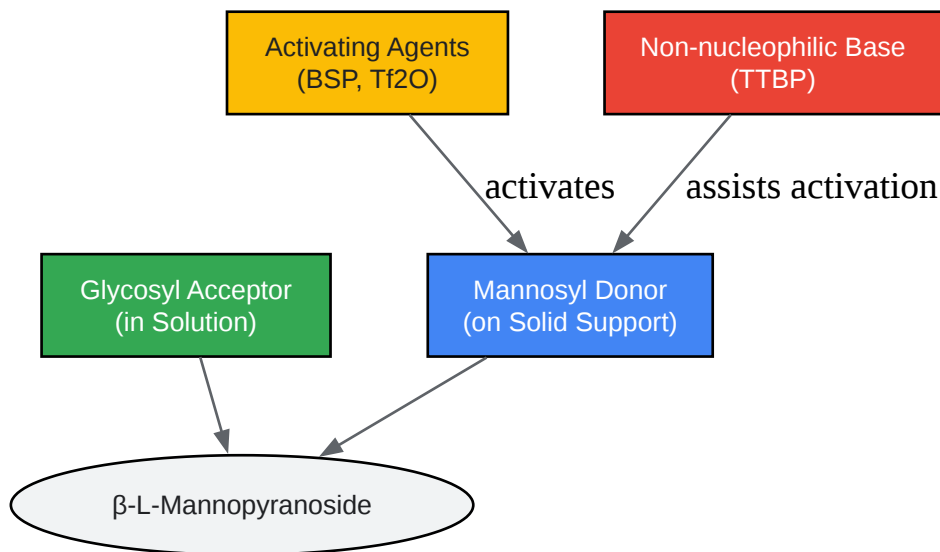 Activating Agents
(BSP, Tf2O)
Non-nucleophilic Base
(TTBP)
activates
assists activation
Glycosyl Acceptor
(in Solution)
Mannosyl Donor
(on Solid Support)
β-L-Mannopyranoside